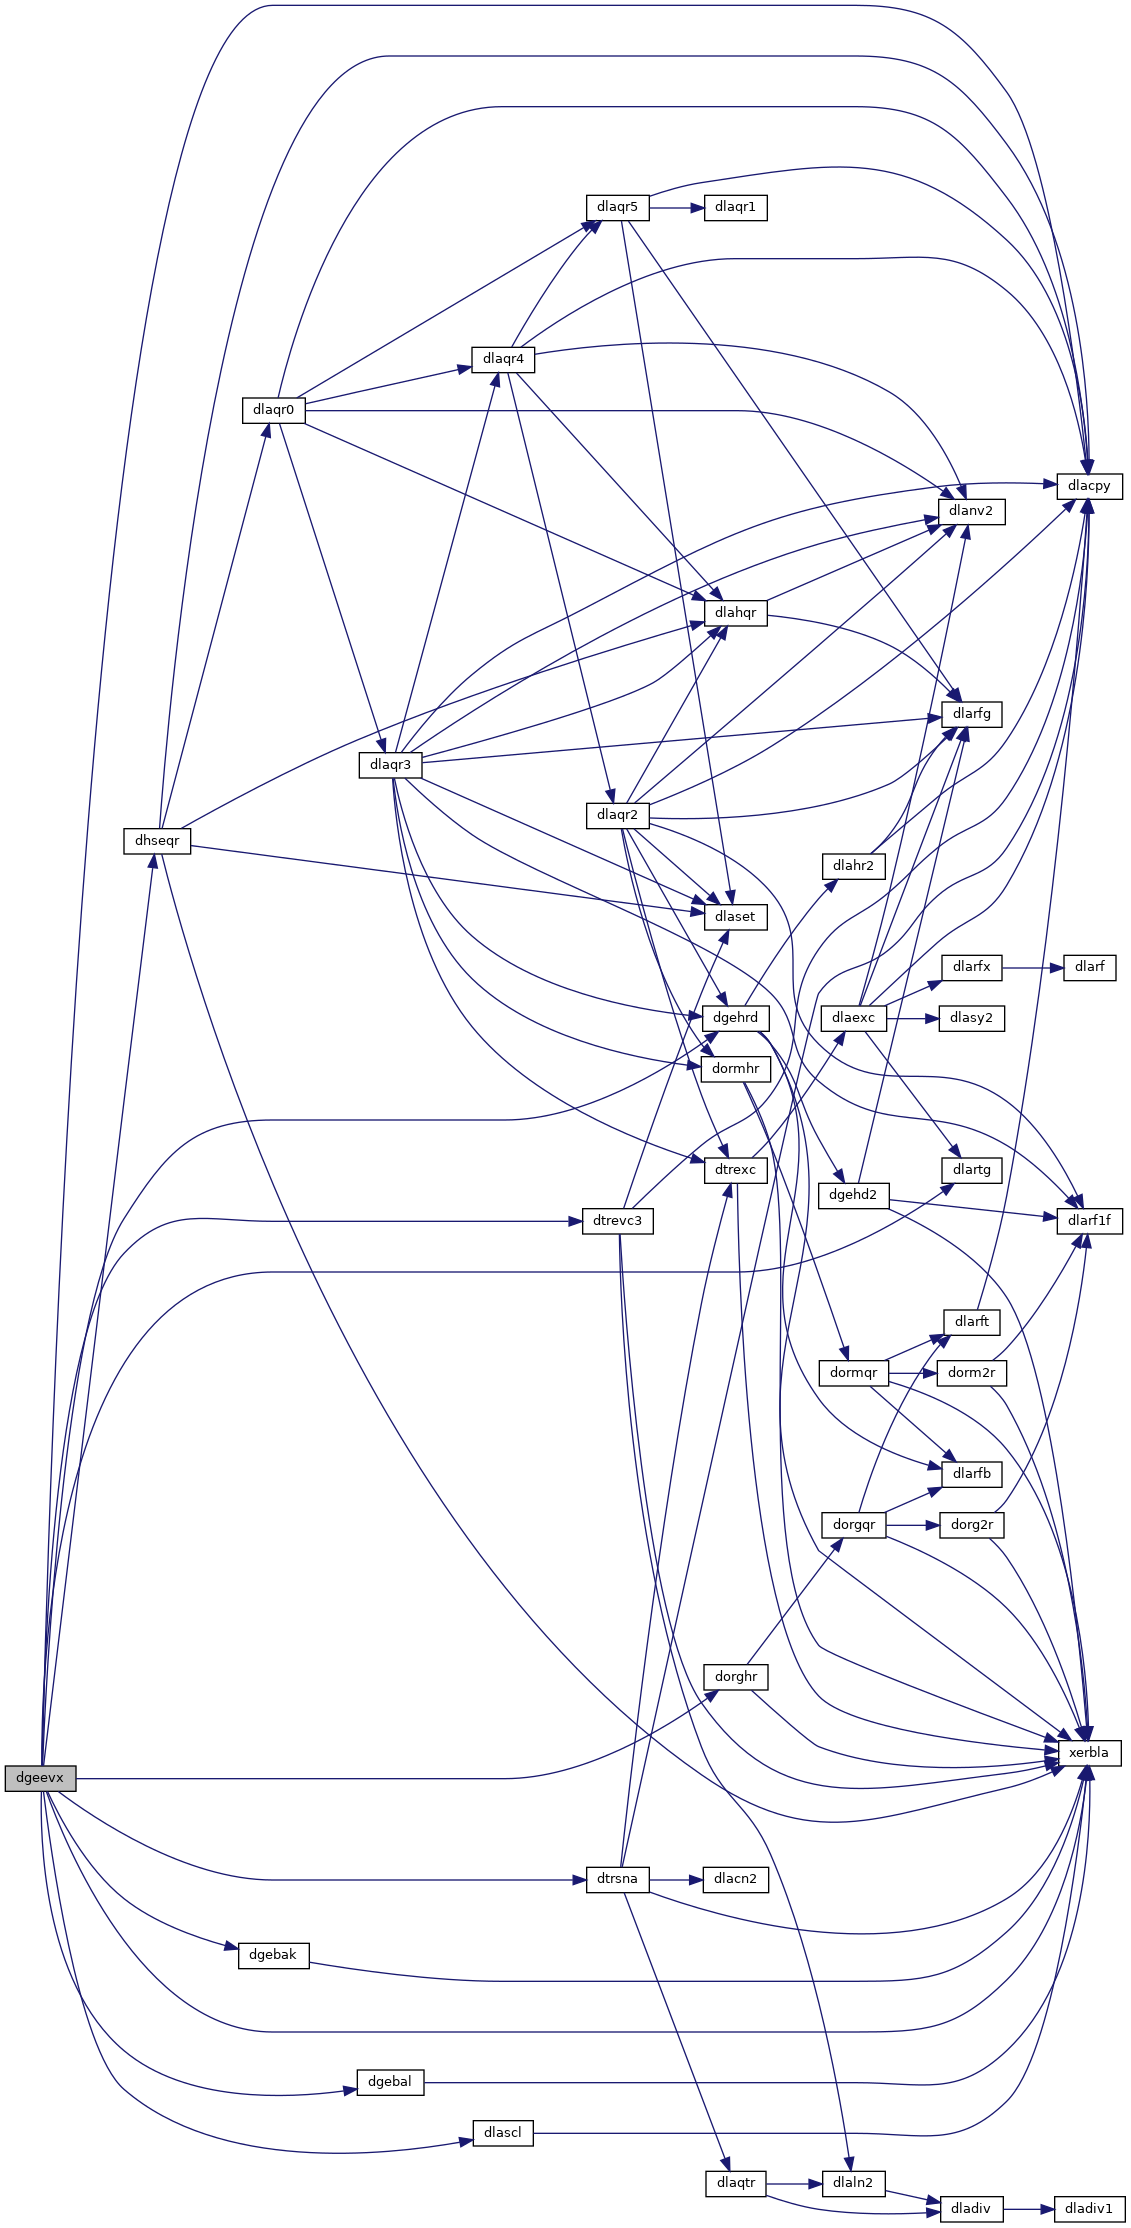 dlaqr5
dlaqr1
dlaqr4
dlaqr0
dlacpy
dlanv2
dlahqr
dlarfg
dlaqr3
dlaqr2
dhseqr
dlahr2
dlaset
dlarfx
dlarf
dgehrd
dlaexc
dlasy2
dormhr
dtrexc
dlartg
dgehd2
dtrevc3
dlarf1f
dlarft
dormqr
dorm2r
dlarfb
dorgqr
dorg2r
dorghr
xerbla
dgeevx
dtrsna
dlacn2
dgebak
dgebal
dlascl
dlaqtr
dlaln2
dladiv
dladiv1